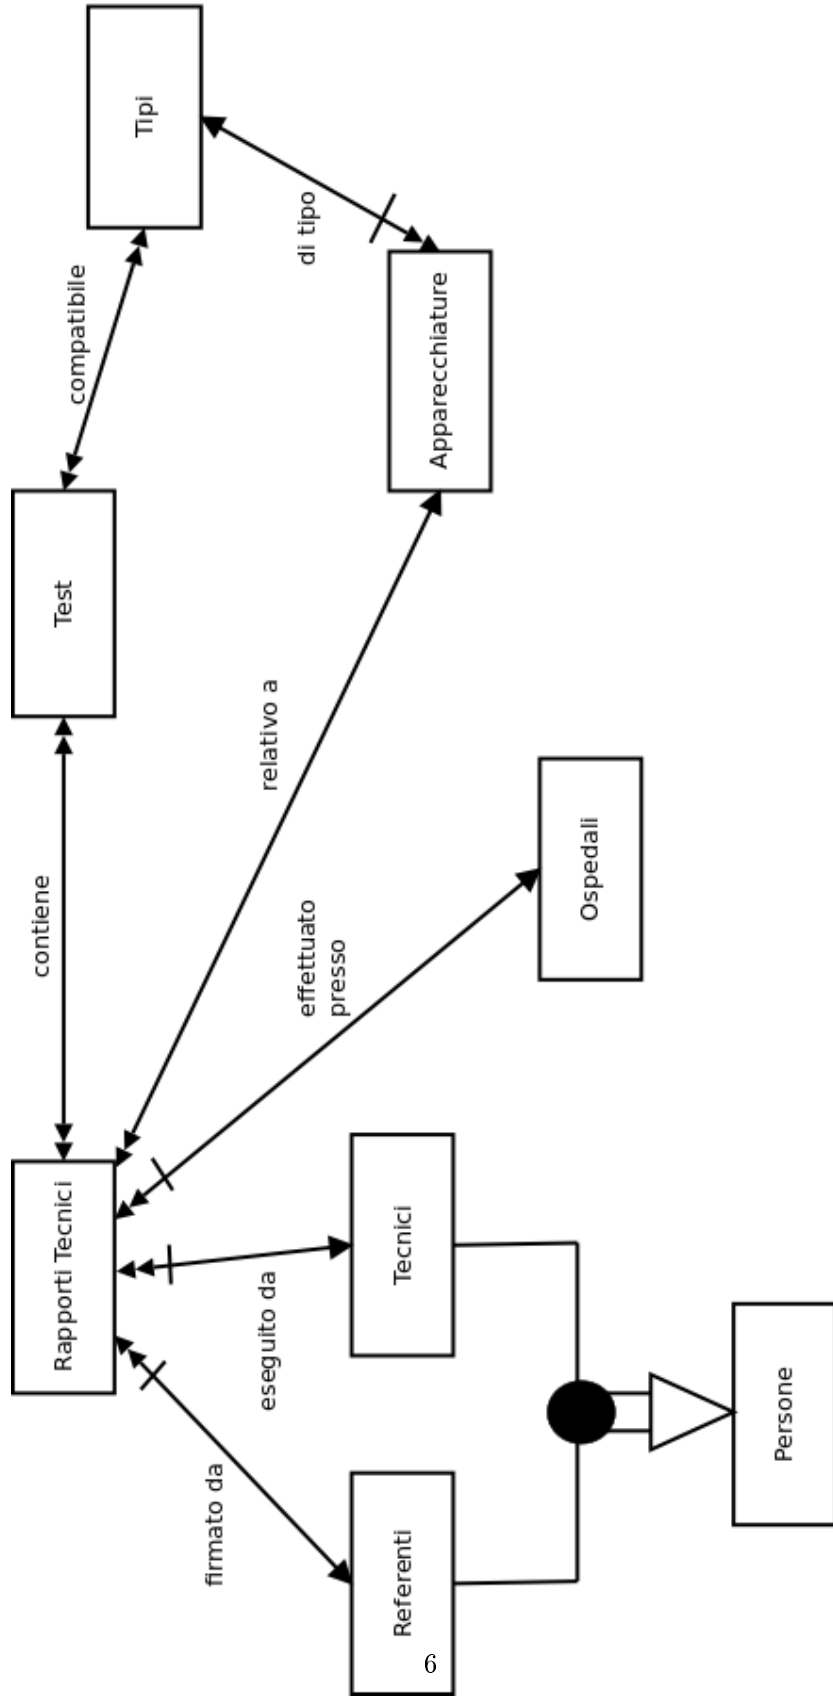 Tipi
di tipo
compatibile
Apparecchiature
Test
relativo a
contiene
effettuato
presso
Ospedali
Rapporti Tecnici
eseguito da
Tecnici
firmato da
Referenti
Persone
6